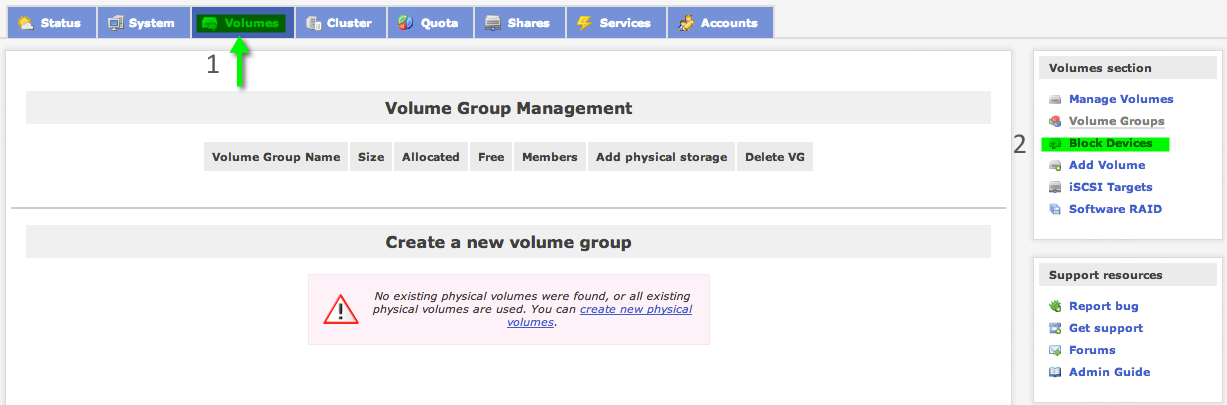 Status System Volumes Cluster Quota Shares Services Accounts
1
Volume Group Management
Volume Group Name Size Allocated Free Members Add physical storage Delete VG
Create a new volume group
No existing physical volumes were found, or all existing
physical volumes are used. You can create new physical
volumes.
Volumes section
Manage Volumes
Volume Groups
2
Block Devices
Add Volume
iSCSI Targets
Software RAID
Support resources
Report bug
Get support
Forums
Admin Guide